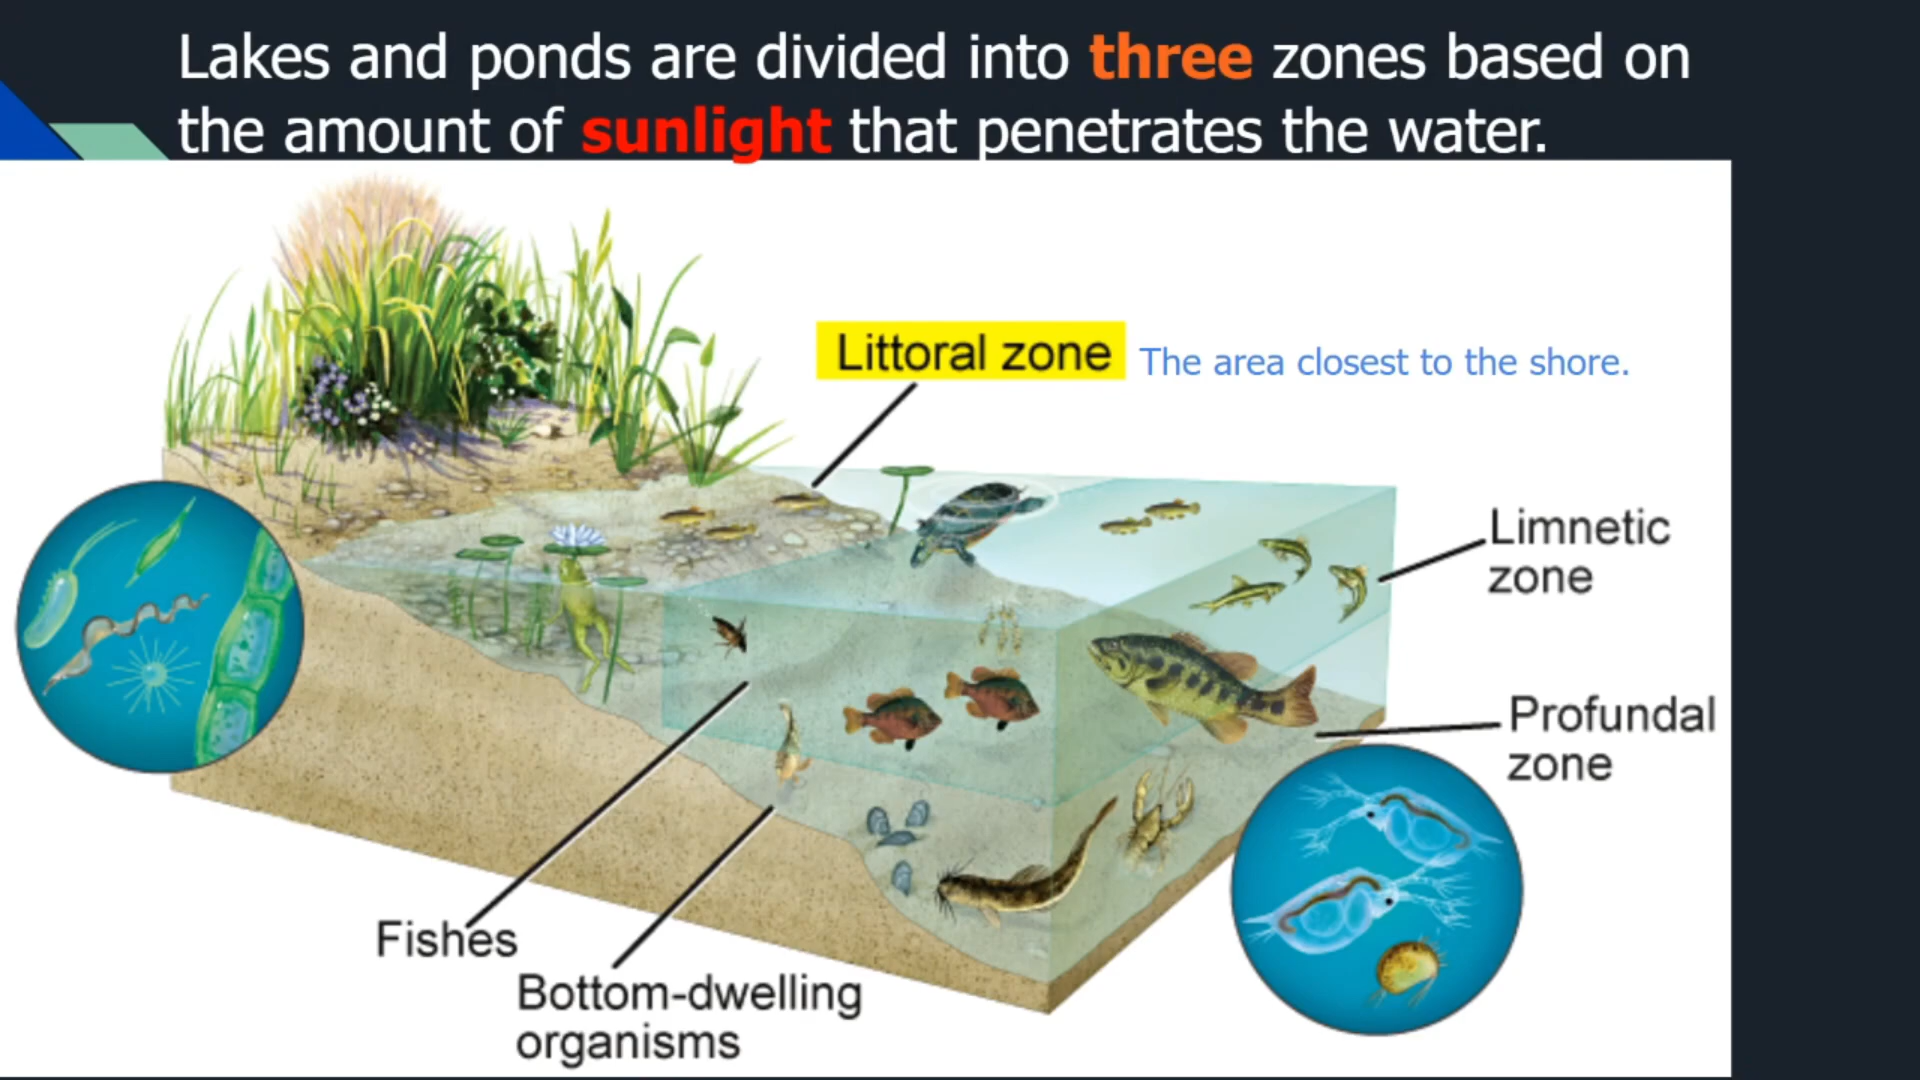 Lakes and ponds are divided into three zones based on
the amount of sunlight that penetrates the water.
Littoral zone
The area closest to the shore.
Limnetic
zone
Profundal
zone
Fishes
Bottom-dwelling
organisms